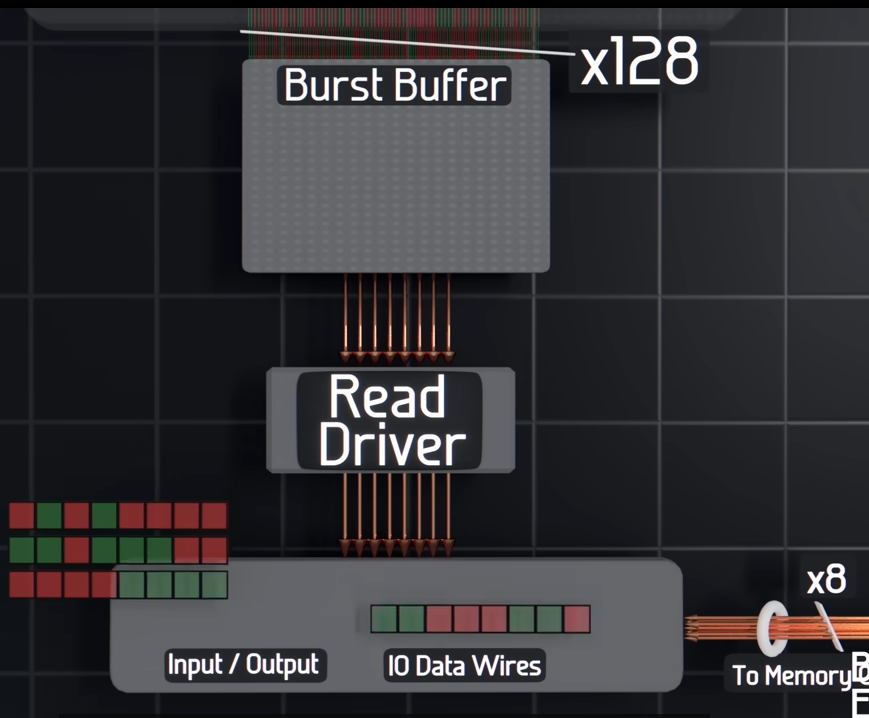 x128
Burst Buffer
Read
Driver
x8
Input / Output
IO Data Wires
To Memory